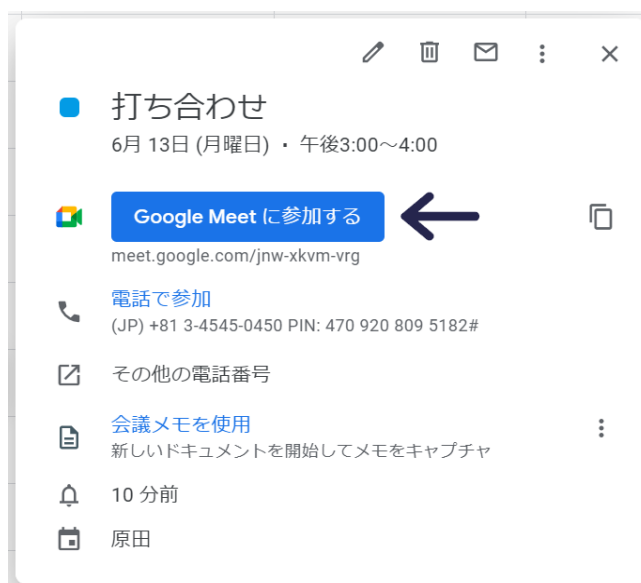 打ち合わせ
6月 13日 (月曜日) ・ 午後3:00～4:00
Google Meet に参加する
meet.google.com/jnw-xkvm-vrg
電話で参加
(JP) +81 3-4545-0450 PIN: 470 920 809 5182#
その他の電話番号
会議メモを使用
新しいドキュメントを開始してメモをキャプチャ
10 分前
原田